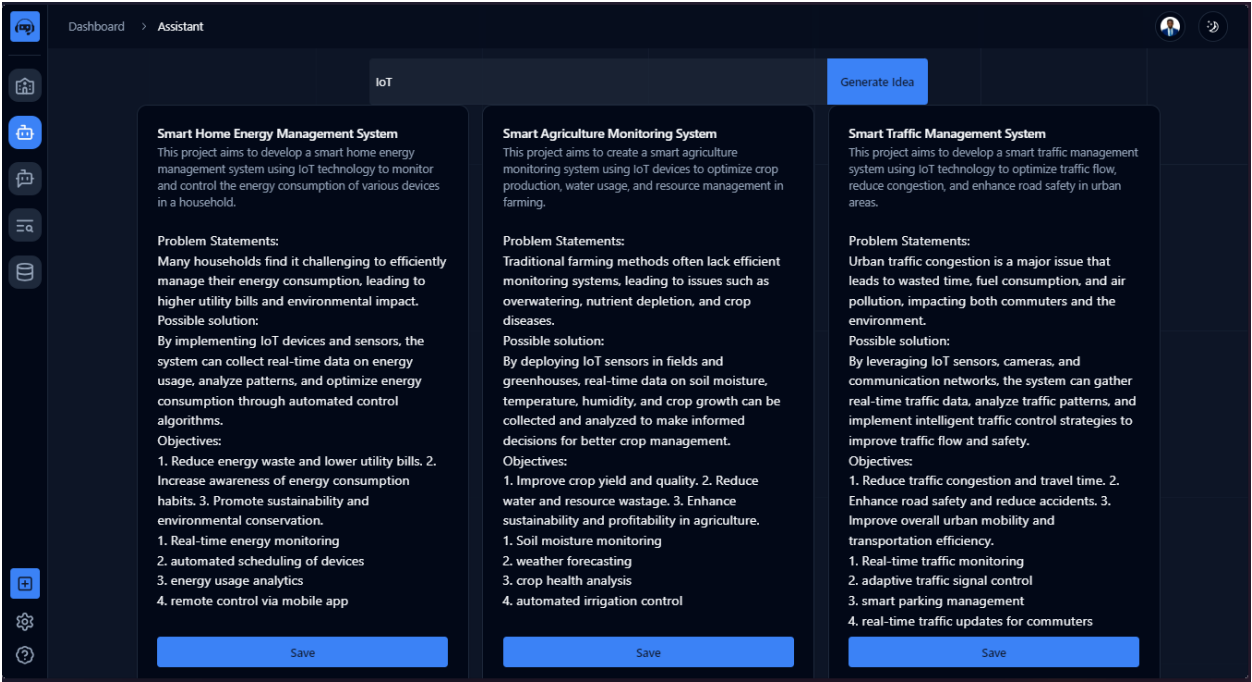 Dashboard > Assistant
IoT
Generate Idea
Smart Home Energy Management System
This project aims to develop a smart home energy
management system using IoT technology to monitor
and control the energy consumption of various devices
in a household.
Problem Statements:
Many households find it challenging to efficiently
manage their energy consumption, leading to
higher utility bills and environmental impact.
Possible solution:
By implementing IoT devices and sensors, the
system can collect real-time data on energy
usage, analyze patterns, and optimize energy
consumption through automated control
algorithms.
Objectives:
1. Reduce energy waste and lower utility bills. 2.
Increase awareness of energy consumption
habits. 3. Promote sustainability and
environmental conservation.
1. Real-time energy monitoring
2. automated scheduling of devices
3. energy usage analytics
4. remote control via mobile app
Save
Smart Agriculture Monitoring System
This project aims to create a smart agriculture
monitoring system using IoT devices to optimize crop
production, water usage, and resource management in
farming.
Problem Statements:
Traditional farming methods often lack efficient
monitoring systems, leading to issues such as
overwatering, nutrient depletion, and crop
diseases.
Possible solution:
By deploying IoT sensors in fields and
greenhouses, real-time data on soil moisture,
temperature, humidity, and crop growth can be
collected and analyzed to make informed
decisions for better crop management.
Objectives:
1. Improve crop yield and quality. 2. Reduce
water and resource wastage. 3. Enhance
sustainability and profitability in agriculture.
1. Soil moisture monitoring
2. weather forecasting
3. crop health analysis
4. automated irrigation control
Save
Smart Traffic Management System
This project aims to develop a smart traffic management
system using IoT technology to optimize traffic flow,
reduce congestion, and enhance road safety in urban
areas.
Problem Statements:
Urban traffic congestion is a major issue that
leads to wasted time, fuel consumption, and air
pollution, impacting both commuters and the
environment.
Possible solution:
By leveraging IoT sensors, cameras, and
communication networks, the system can gather
real-time traffic data, analyze traffic patterns, and
implement intelligent traffic control strategies to
improve traffic flow and safety.
Objectives:
1. Reduce traffic congestion and travel time. 2.
Enhance road safety and reduce accidents. 3.
Improve overall urban mobility and
transportation efficiency.
1. Real-time traffic monitoring
2. adaptive traffic signal control
3. smart parking management
4. real-time traffic updates for commuters
Save